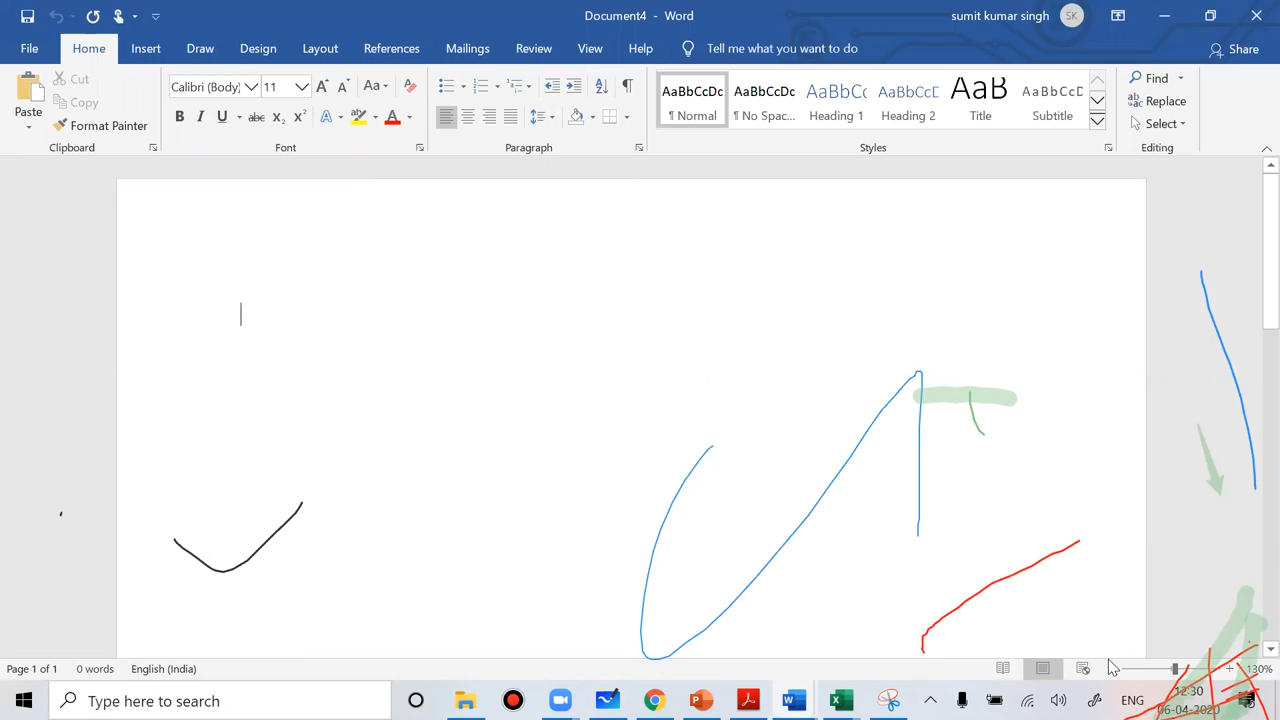 Document4 - Word
sumit kumar singh
SK
File Home Insert Draw Design Layout References Mailings Review View Help Tell me what you want to do Share
Paste
Cut
Copy
Format Painter
Clipboard
Calibri (Body) 11
Font
Paragraph
AaBbCcDc AaBbCcDc AaBbCc AaBbCcD AaB AaBbCcD
¶ Normal ¶ No Spac... Heading 1 Heading 2 Title Subtitle
Styles
Find
Replace
Select
Editing
Page 1 of 1 0 words English (India) 130%
Type here to search
ENG
12:30
06-04-2020